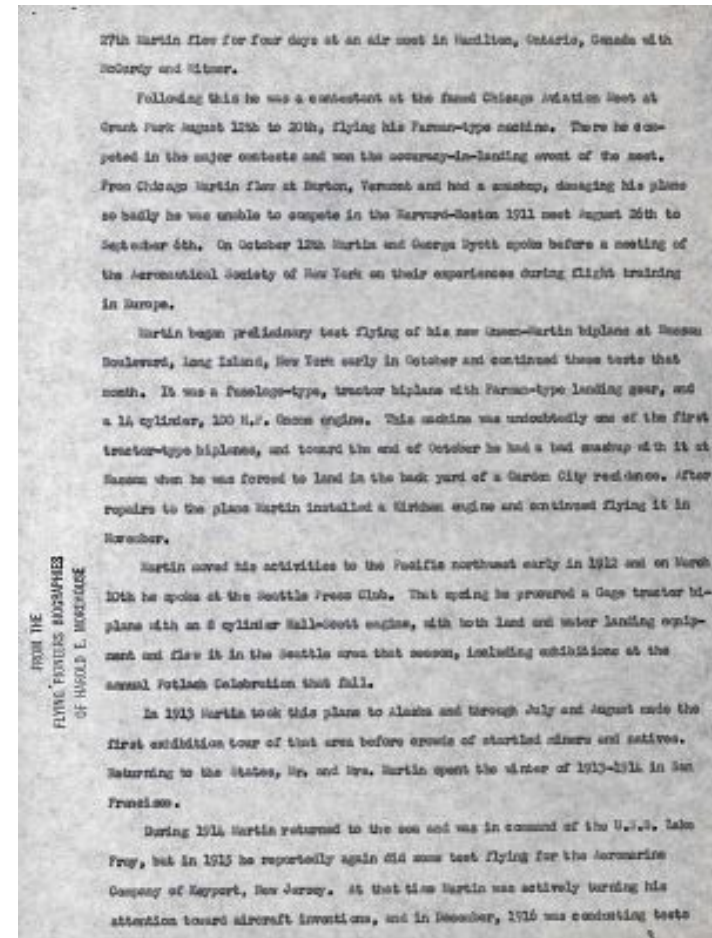 27th Martin flew for four days at an air meet in Hamilton, Ontario, Canada with
McCurdy and Witmer.
Following this he was a contestant at the famed Chicago Aviation Meet at
Grant Park August 12th to 20th, flying his Farman-type machine. There he com-
peted in the major contests and won the accuracy-in-landing event of the meet.
From Chicago Martin flew at Barton, Vermont and had a smashup, damaging his plane
so badly he was unable to compete in the Harvard-Boston 1911 meet August 26th to
September 6th. On October 12th Martin and George Dyott spoke before a meeting of
the Aeronautical Society of New York on their experiences during flight training
in Europe.
Martin began preliminary test flying of his new Queen-Martin biplane at Nassau
Boulevard, Long Island, New York early in October and continued these tests that
month. It was a fuselage-type, tractor biplane with Farman-type landing gear, and
a 14 cylinder, 100 H.P. Gnome engine. This machine was undoubtedly one of the first
tractor-type biplanes, and toward the end of October he had a bad smashup with it at
Nassau when he was forced to land in the back yard of a Garden City residence. After
repairs to the plane Martin installed a Kirkham engine and continued flying it in
November.
Martin moved his activities to the Pacific northwest early in 1912 and on March
10th he spoke at the Seattle Press Club. That spring he procured a Gage tractor bi-
plane with an 8 cylinder Hall-Scott engine, with both land and water landing equip-
ment and flew it in the Seattle area that season, including exhibitions at the
annual Potlach Celebration that fall.
In 1913 Martin took this plane to Alaska and through July and August made the
first exhibition tour of that area before crowds of startled miners and natives.
Returning to the States, Mr. and Mrs. Martin spent the winter of 1913-1914 in San
Francisco.
During 1914 Martin returned to the sea and was in command of the U.S.S. Lake
Fray, but in 1915 he reportedly again did some test flying for the Aeromarine
Company of Keyport, New Jersey. At that time Martin was actively turning his
attention toward aircraft inventions, and in December, 1916 was conducting tests
FROM THE
FLYING PIONEERS BIOGRAPHIES
OF HAROLD E. MOREHOUSE